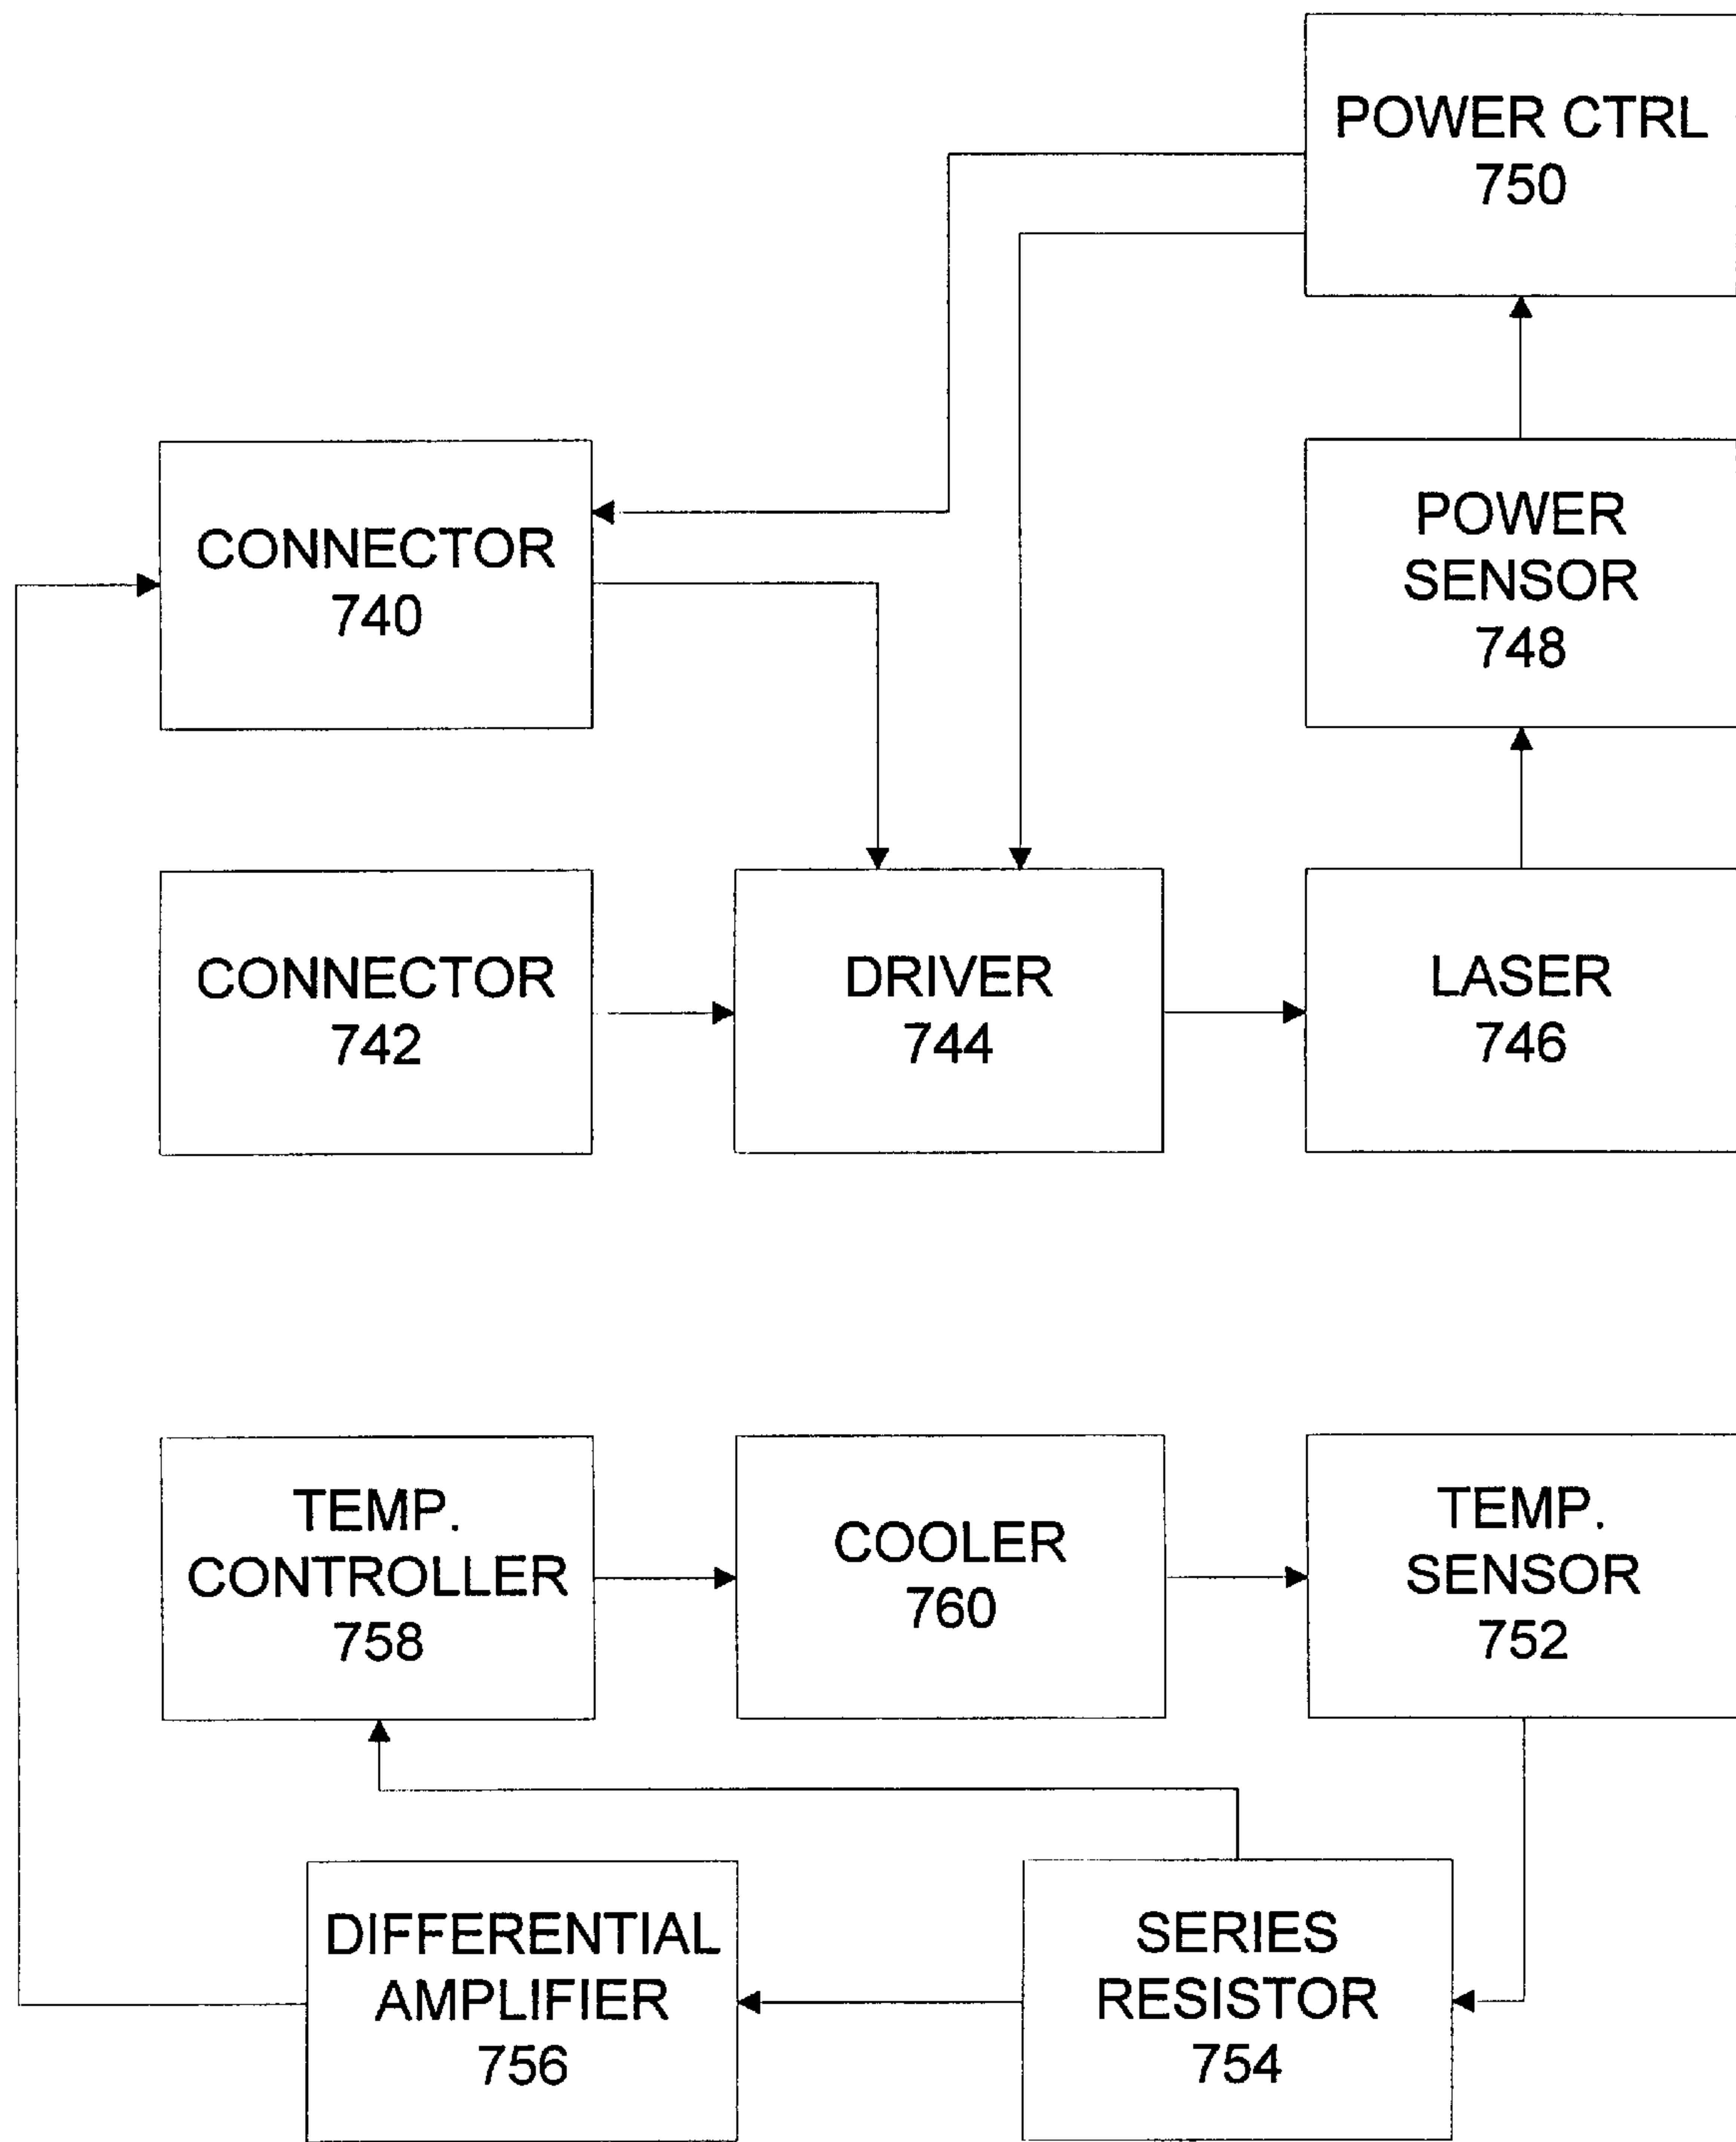 POWER CTRL
750
CONNECTOR
740
POWER
SENSOR
748
CONNECTOR
742
DRIVER
744
LASER
746
TEMP.
CONTROLLER
758
COOLER
760
TEMP.
SENSOR
752
DIFFERENTIAL
AMPLIFIER
756
SERIES
RESISTOR
754